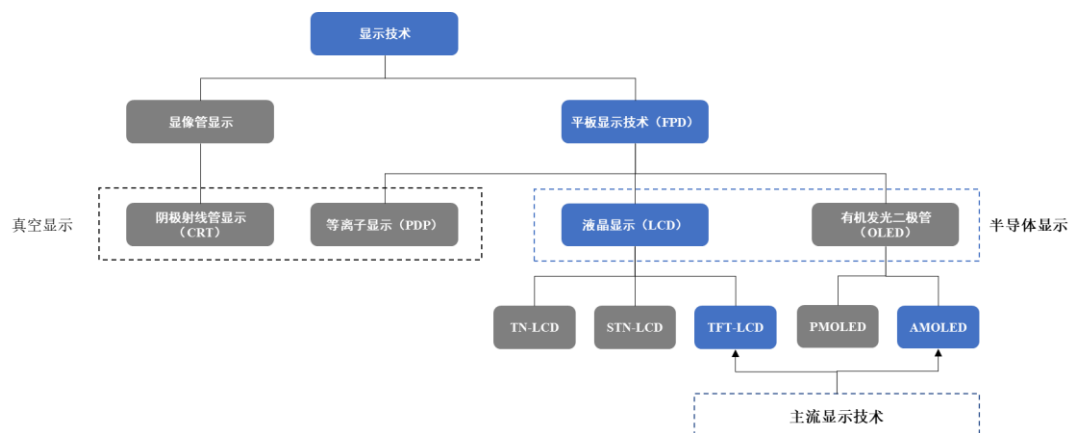 显示技术
显像管显示
平板显示技术（FPD）
真空显示
阴极射线管显示
（CRT）
等离子显示（PDP）
液晶显示（LCD）
有机发光二极管
（OLED）
半导体显示
TN-LCD
STN-LCD
TFT-LCD
PMOLED
AMOLED
主流显示技术